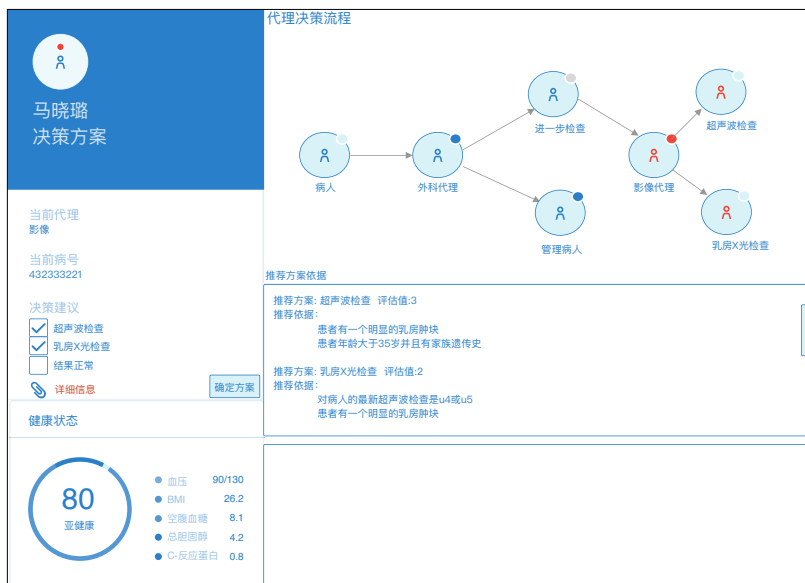 马晓璐
决策方案
当前代理
影像
当前病号
432333221
决策建议
超声波检查
乳房X光检查
结果正常
详细信息
确定方案
健康状态
80
亚健康
血压 90/130
BMI 26.2
空腹血糖 8.1
总胆固醇 4.2
C-反应蛋白 0.8
代理决策流程
病人
外科代理
进一步检查
管理病人
影像代理
超声波检查
乳房X光检查
推荐方案依据
推荐方案: 超声波检查 评估值:3
推荐依据:
患者有一个明显的乳房肿块
患者年龄大于35岁并且有家族遗传史
推荐方案: 乳房X光检查 评估值:2
推荐依据:
对病人的最新超声波检查是u4或u5
患者有一个明显的乳房肿块